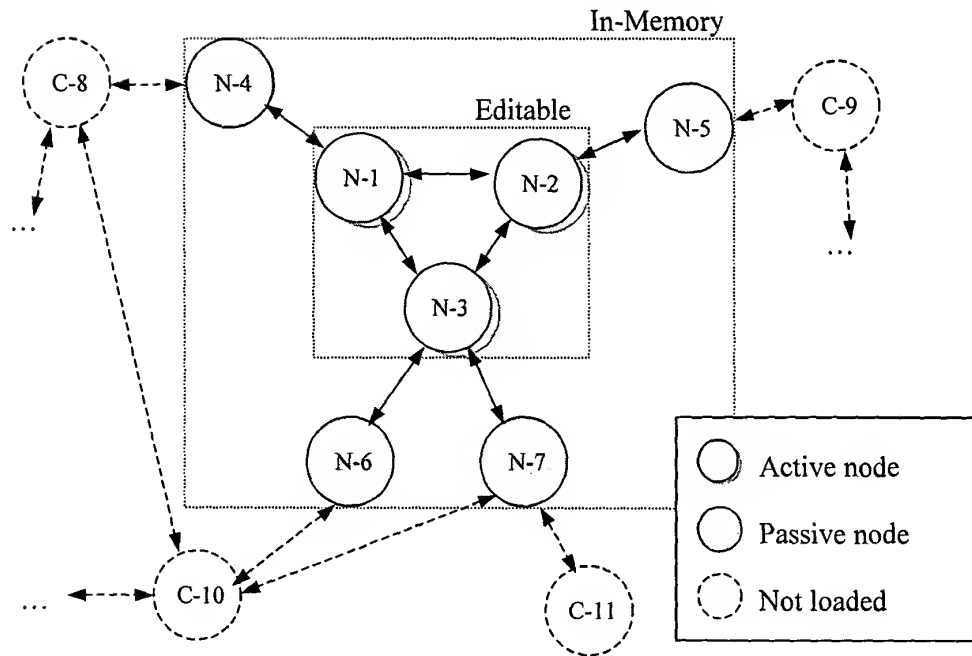 In-Memory
C-8
N-4
C-9
Editable
N-5
N-1
N-2
...
...
N-3
N-6
N-7
Active node
Passive node
Not loaded
...
C-10
C-11